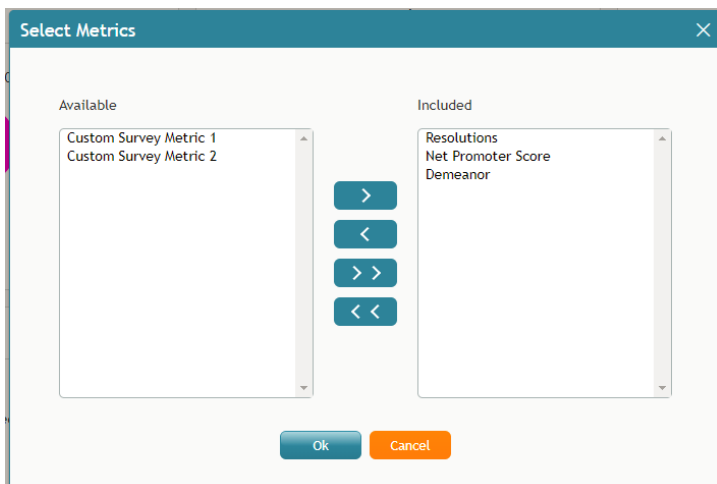 Select Metrics
Available
Included
Custom Survey Metric 1
Custom Survey Metric 2
Resolutions
Net Promoter Score
Demeanor
>
<
> >
< <
Ok
Cancel